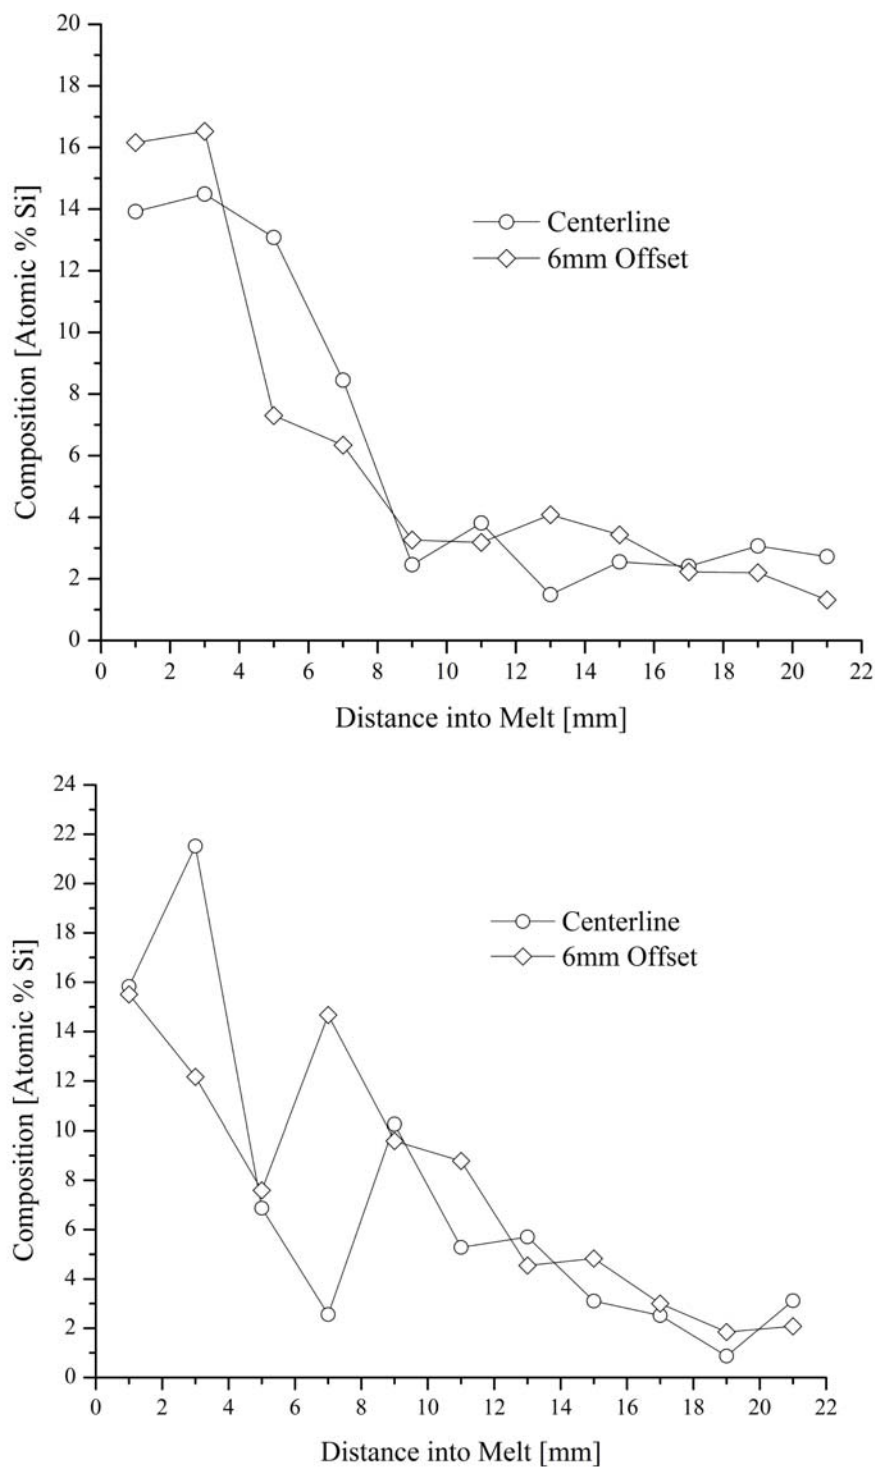 20
18
16
14
12
10
8
6
4
2
0
Composition [Atomic % Si]
Centerline
6mm Offset
0 2 4 6 8 10 12 14 16 18 20 22
Distance into Melt [mm]
24
22
20
18
16
14
12
10
8
6
4
2
0
Composition [Atomic % Si]
Centerline
6mm Offset
0 2 4 6 8 10 12 14 16 18 20 22
Distance into Melt [mm]